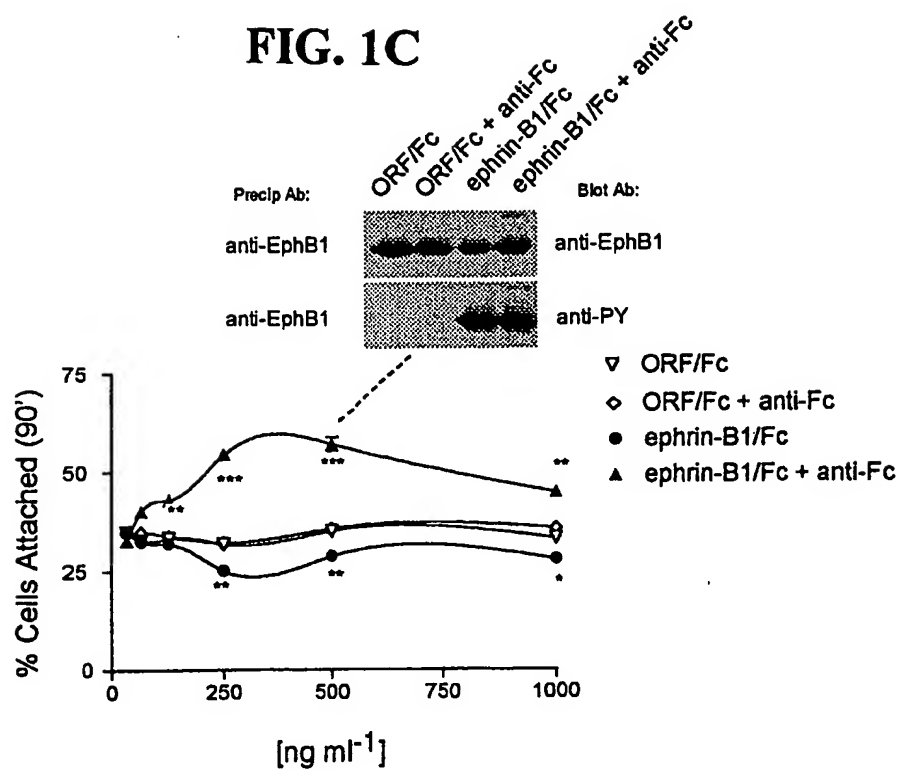 FIG. 1C
ORF/Fc
ORF/Fc + anti-Fc
ephrin-B1/Fc
ephrin-B1/Fc + anti-Fc
Precip Ab:
Blot Ab:
anti-EphB1
anti-EphB1
anti-EphB1
anti-PY
ORF/Fc
ORF/Fc + anti-Fc
ephrin-B1/Fc
ephrin-B1/Fc + anti-Fc
% Cells Attached (90')
75
50
25
0
**
***
***
**
**
**
*
0
250
500
750
1000
[ng ml-1]